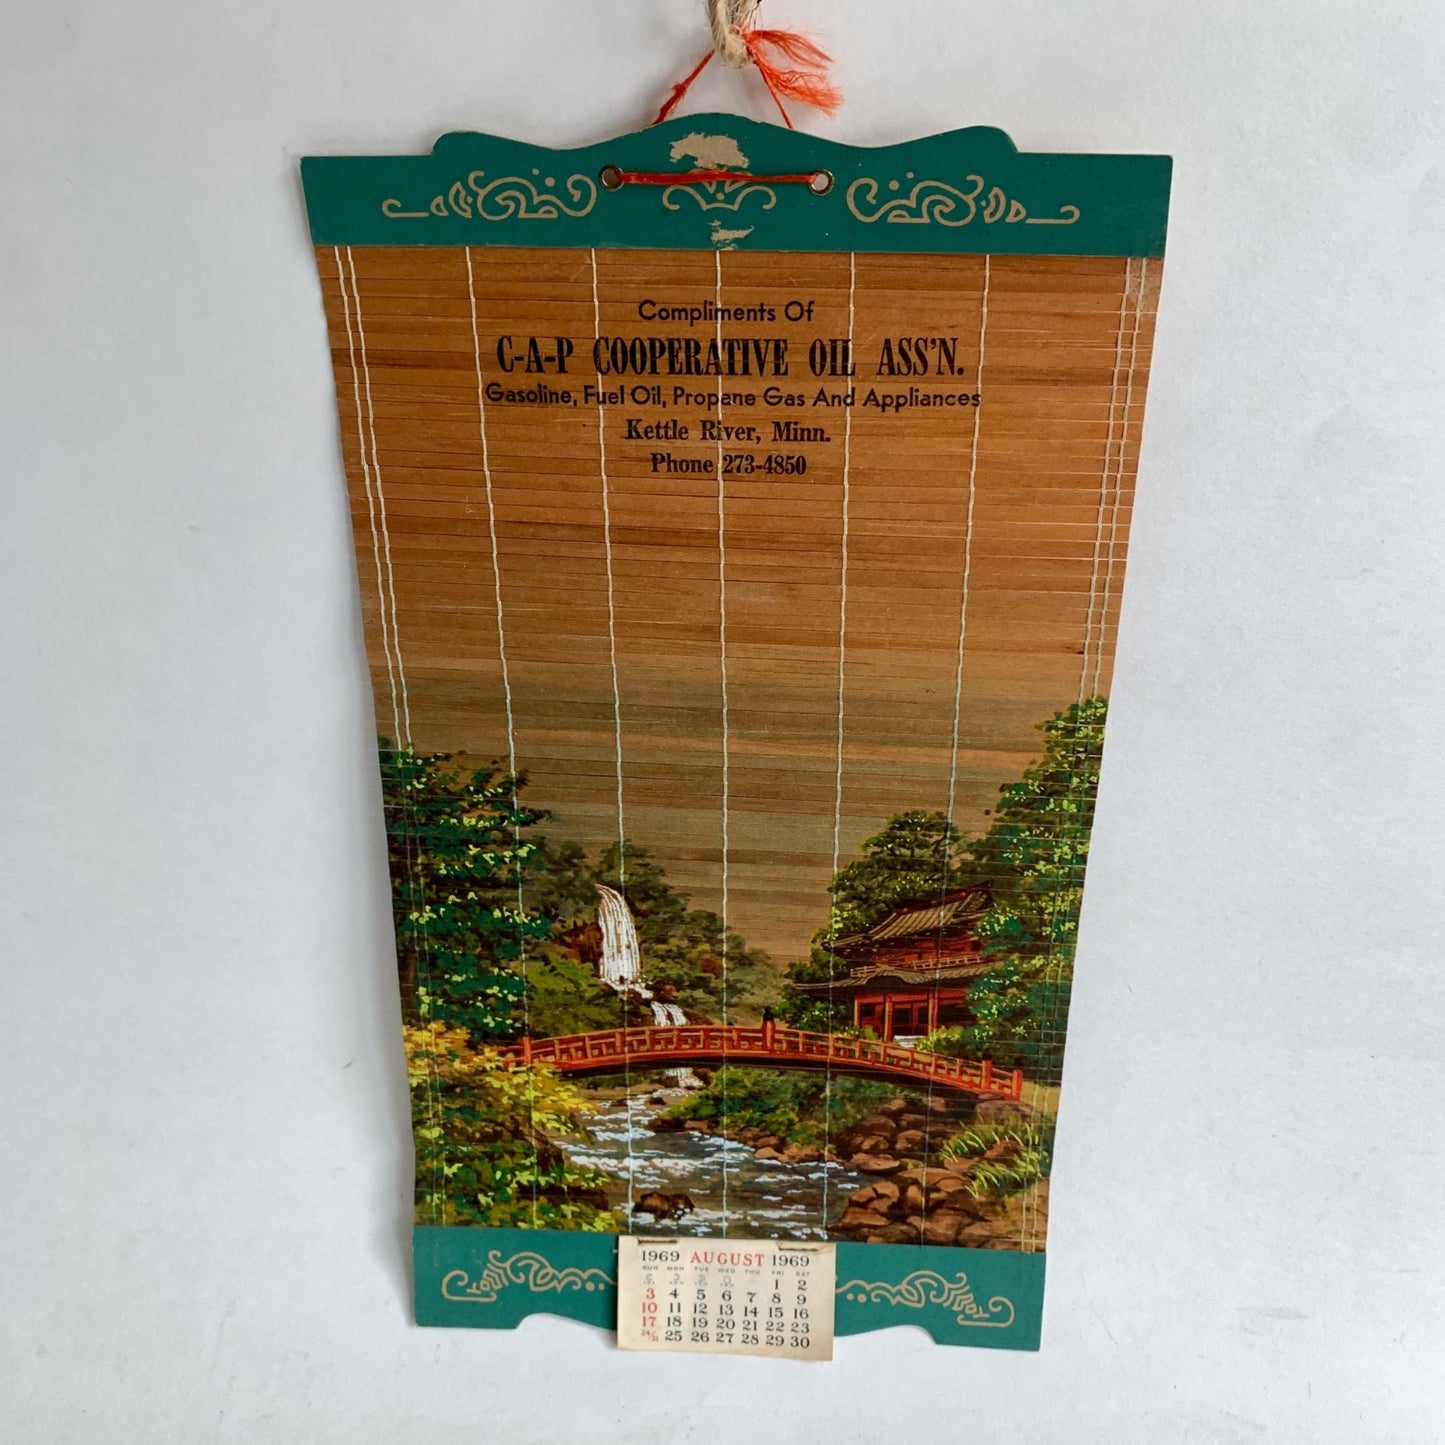 Compliments Of
C-A-P COOPERATIVE OIL ASS'N.
Gasoline, Fuel Oil, Propane Gas And Appliances
Kettle River, Minn.
Phone 273-4850
1969 AUGUST 1969
SUN MON TUE WED THU FRI SAT
1 2
3 4 5 6 7 8 9
10 11 12 13 14 15 16
17 18 19 20 21 22 23
24/31 25 26 27 28 29 30